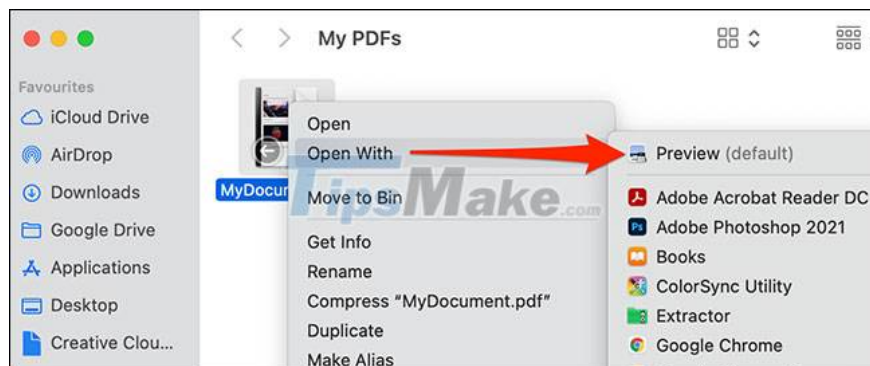 My PDFs
Favourites
iCloud Drive
AirDrop
Downloads
Google Drive
Applications
Desktop
Creative Clou...
MyDocum
Open
Open With
Move to Bin
Get Info
Rename
Compress “MyDocument.pdf”
Duplicate
Make Alias
Preview (default)
Adobe Acrobat Reader DC
Adobe Photoshop 2021
Books
ColorSync Utility
Extractor
Google Chrome
TipsMake.com